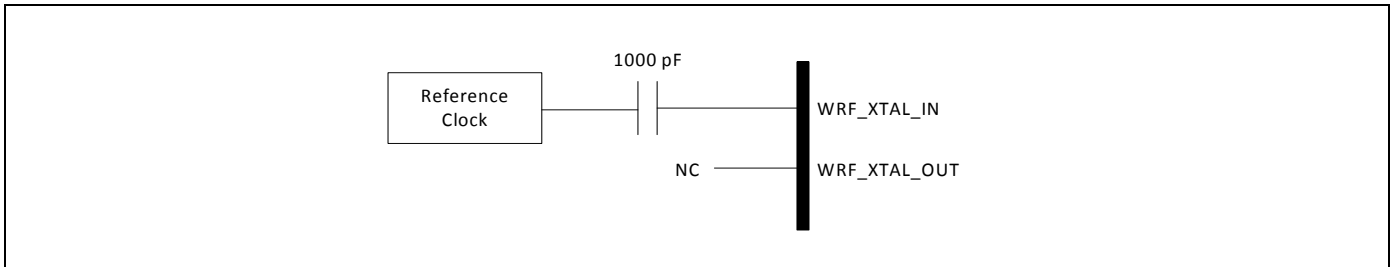 1000 pF
Reference
Clock
WRF_XTAL_IN
NC
WRF_XTAL_OUT